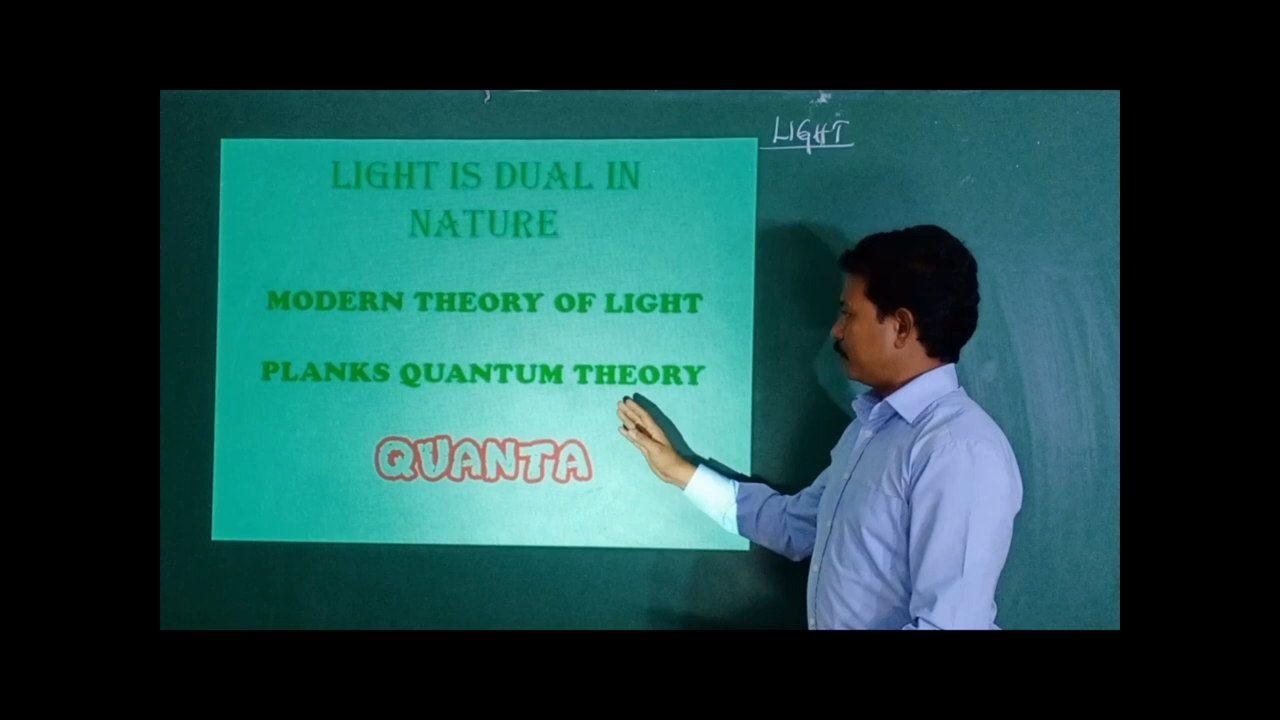 LIGHT
LIGHT IS DUAL IN
NATURE
MODERN THEORY OF LIGHT
PLANKS QUANTUM THEORY
QUANTA